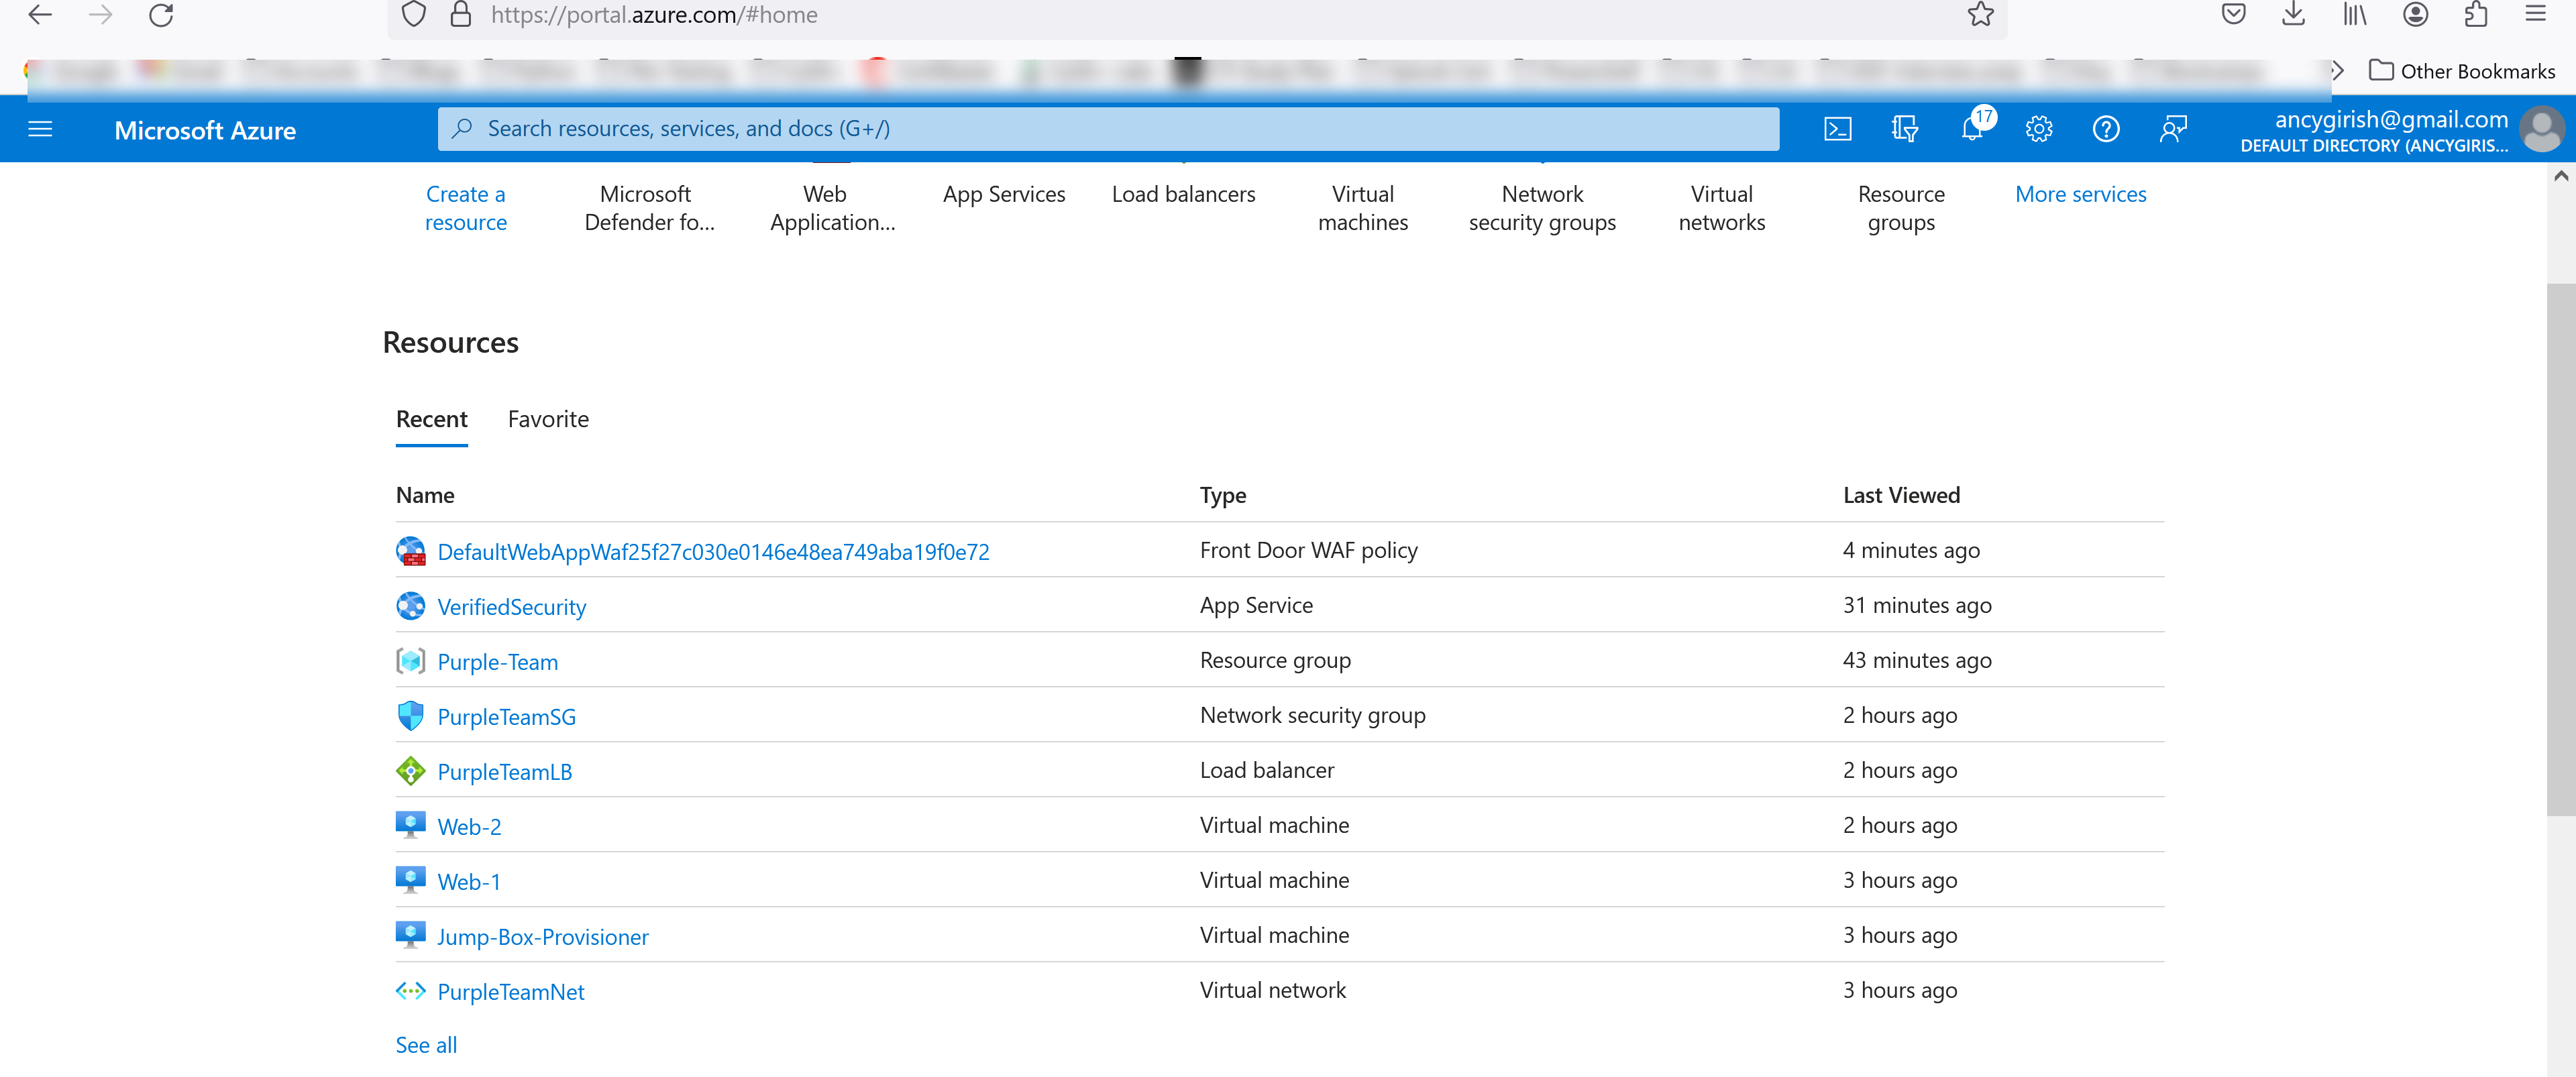 https://portal.azure.com/#home
Other Bookmarks
Microsoft Azure
Search resources, services, and docs (G+/)
17
ancygirish@gmail.com
DEFAULT DIRECTORY (ANCYGIRIS...
Create a resource
Microsoft Defender fo...
Web Application...
App Services
Load balancers
Virtual machines
Network security groups
Virtual networks
Resource groups
More services
Resources
Recent Favorite
Name Type Last Viewed
DefaultWebAppWaf25f27c030e0146e48ea749aba19f0e72 Front Door WAF policy 4 minutes ago
VerifiedSecurity App Service 31 minutes ago
Purple-Team Resource group 43 minutes ago
PurpleTeamSG Network security group 2 hours ago
PurpleTeamLB Load balancer 2 hours ago
Web-2 Virtual machine 2 hours ago
Web-1 Virtual machine 3 hours ago
Jump-Box-Provisioner Virtual machine 3 hours ago
PurpleTeamNet Virtual network 3 hours ago
See all